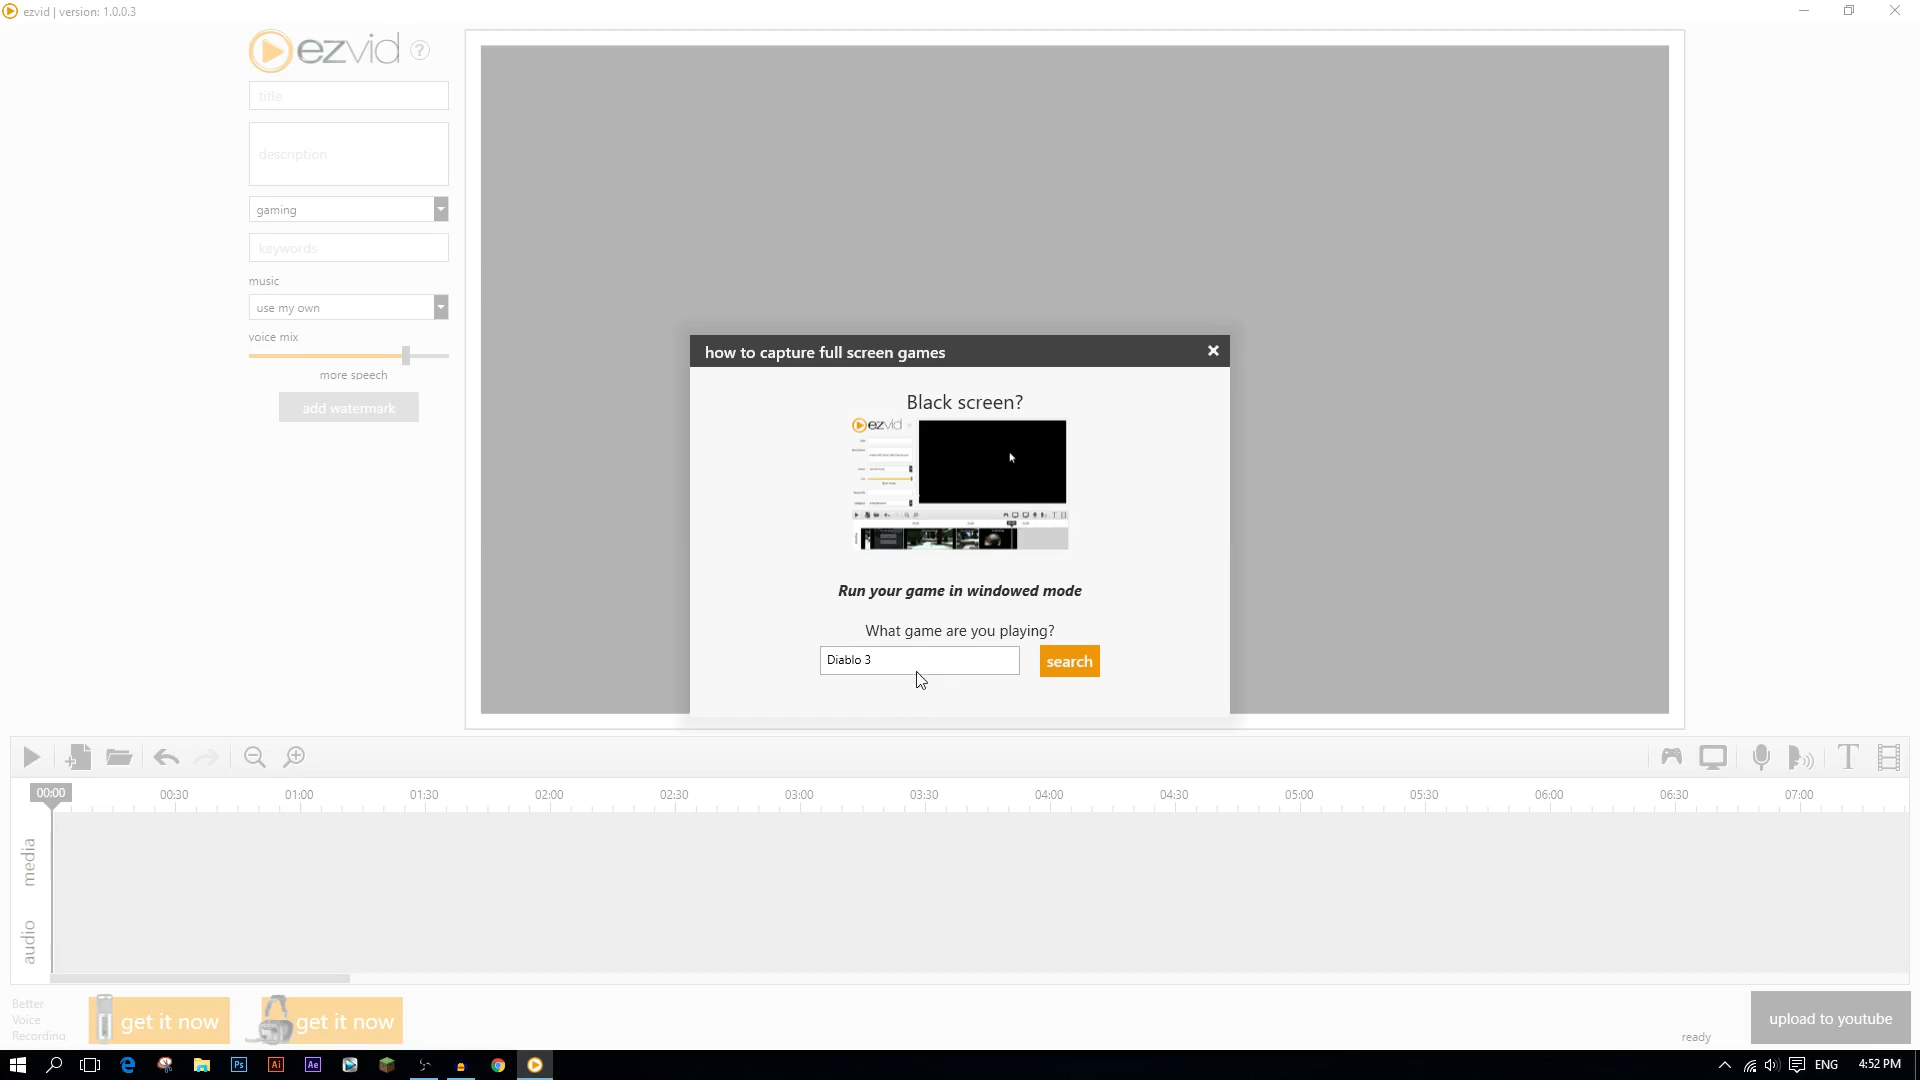 ezvid | version: 1.0.0.3
ezvid ?
title
description
gaming
keywords
music
use my own
voice mix
more speech
add watermark
how to capture full screen games
Black screen?
ezvid
Run your game in windowed mode
What game are you playing?
Diablo 3
search
00:00
00:30
01:00
01:30
02:00
02:30
03:00
03:30
04:00
04:30
05:00
05:30
06:00
06:30
07:00
media
audio
Better
Voice
Recording
get it now
get it now
ready
upload to youtube
Ps
Ai
Ae
ENG
4:52 PM